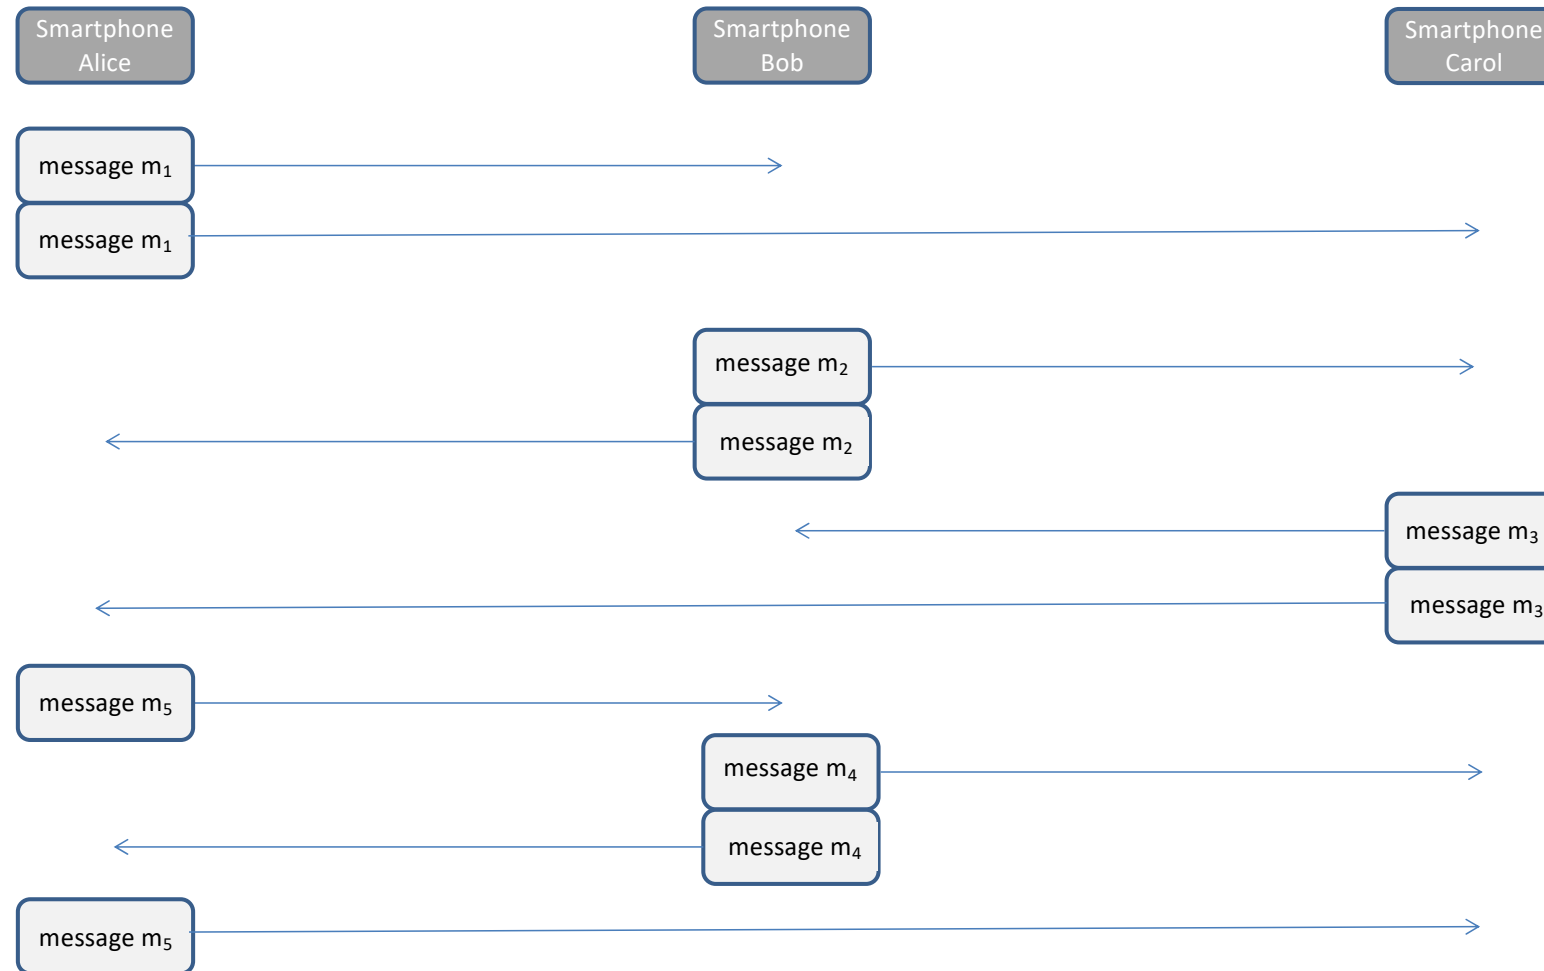 Smartphone
Alice
Smartphone
Bob
Smartphone
Carol
message m₁
message m₁
message m₂
message m₂
message m₃
message m₃
message m₅
message m₄
message m₄
message m₅